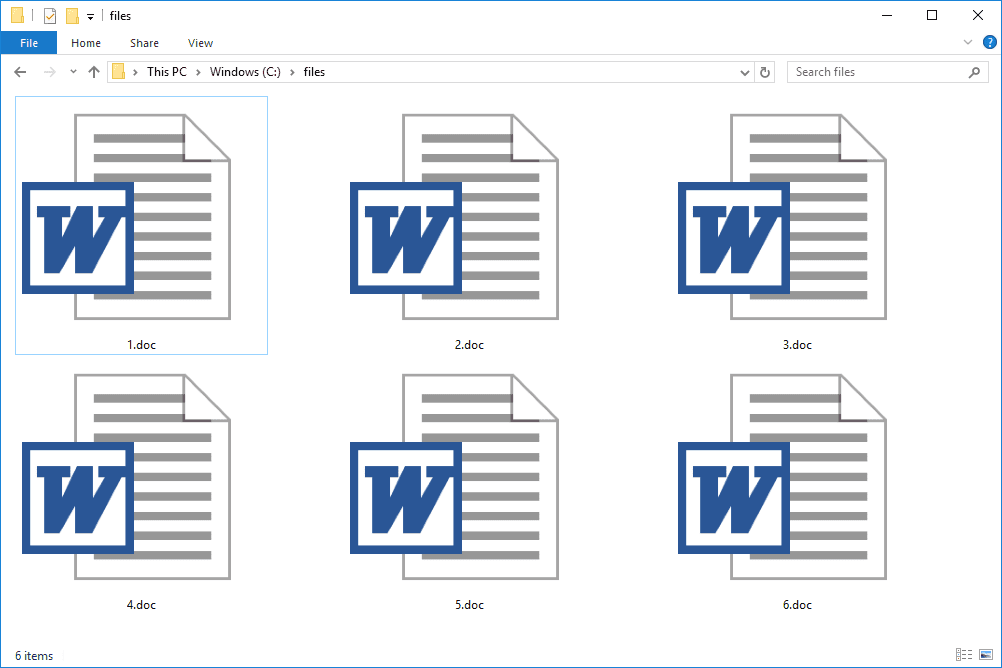 files
File Home Share View
This PC Windows (C:) files
Search files
W W W
1.doc 2.doc 3.doc
W W W
4.doc 5.doc 6.doc
6 items